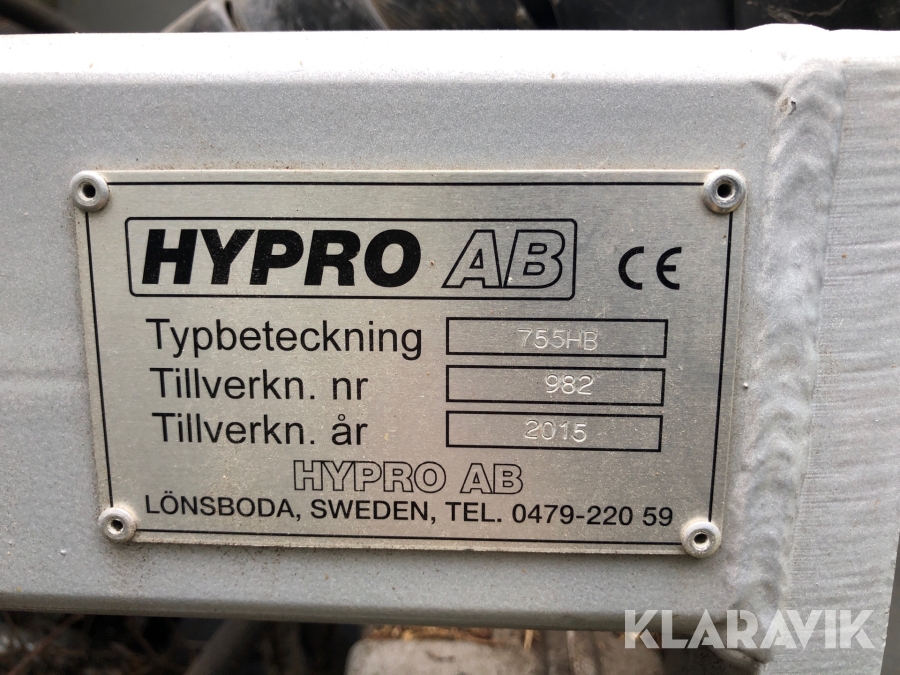 HYPRO AB CE
Typbeteckning 755HB
Tillverkn. nr 982
Tillverkn. år 2015
HYPRO AB
LÖNSBODA, SWEDEN, TEL. 0479-220 59
KLARAVIK